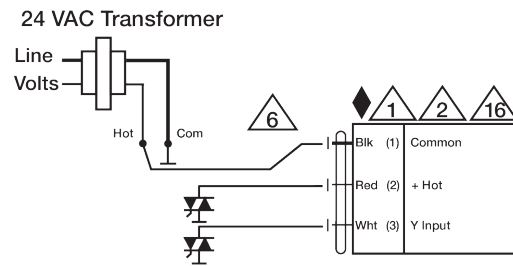 24 VAC Transformer
Line
Volts
Hot
Com
6
1
2
16
Blk (1) Common
Red (2) + Hot
Wht (3) Y Input